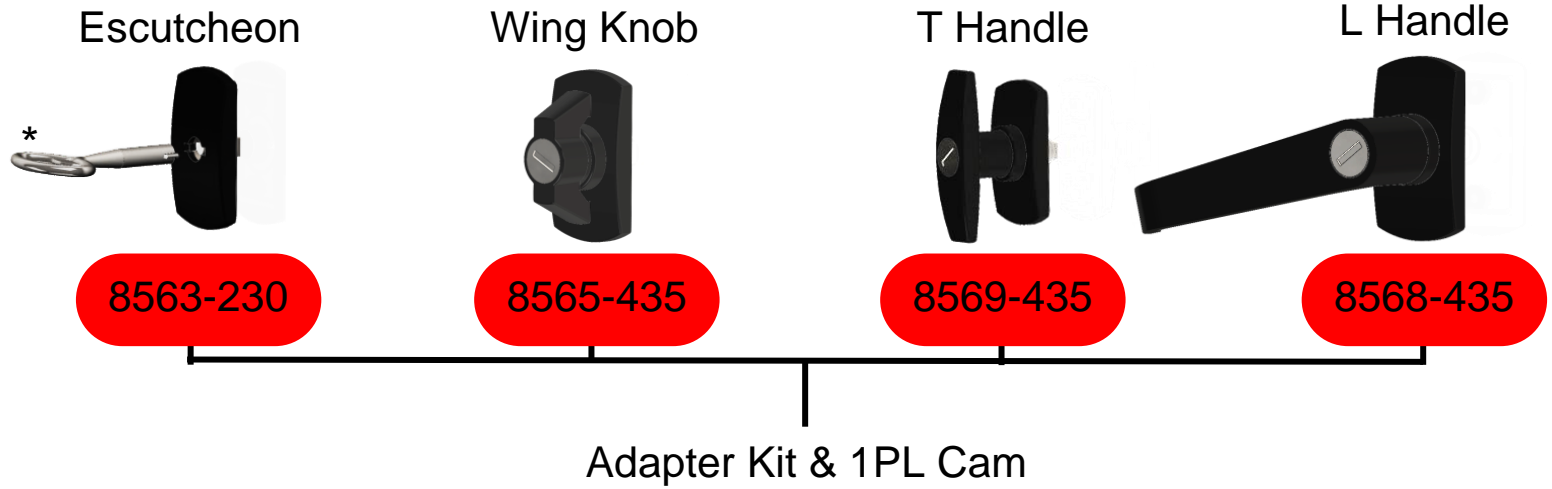 Escutcheon
Wing Knob
T Handle
L Handle
*
8563-230
8565-435
8569-435
8568-435
Adapter Kit & 1PL Cam